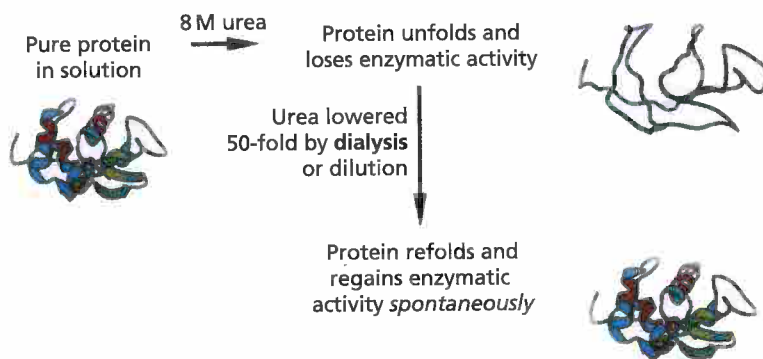 Pure protein
in solution
8 M urea
Protein unfolds and
loses enzymatic activity
Urea lowered
50-fold by dialysis
or dilution
Protein refolds and
regains enzymatic
activity spontaneously